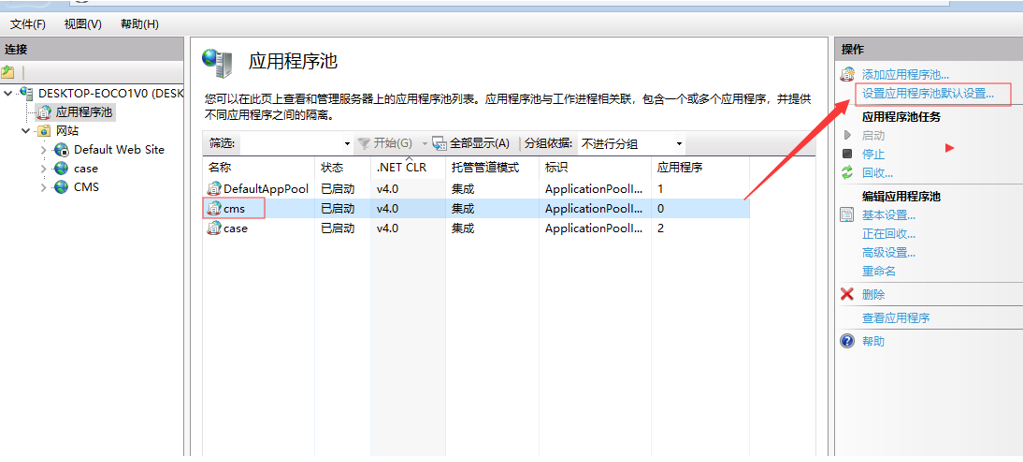 文件(F) 视图(V) 帮助(H)
连接
DESKTOP-EOCO1V0 (DESK
应用程序池
网站
Default Web Site
case
CMS
应用程序池
您可以在此页上查看和管理服务器上的应用程序池列表。应用程序池与工作进程相关联，包含一个或多个应用程序，并提供
不同应用程序之间的隔离。
筛选: 开始(G) 全部显示(A) 分组依据: 不进行分组
名称 状态 .NET CLR 托管管道模式 标识 应用程序
DefaultAppPool 已启动 v4.0 集成 ApplicationPoolI... 1
cms 已启动 v4.0 集成 ApplicationPoolI... 0
case 已启动 v4.0 集成 ApplicationPoolI... 2
操作
添加应用程序池...
设置应用程序池默认设置...
应用程序池任务
启动
停止
回收...
编辑应用程序池
基本设置...
正在回收...
高级设置...
重命名
删除
查看应用程序
帮助